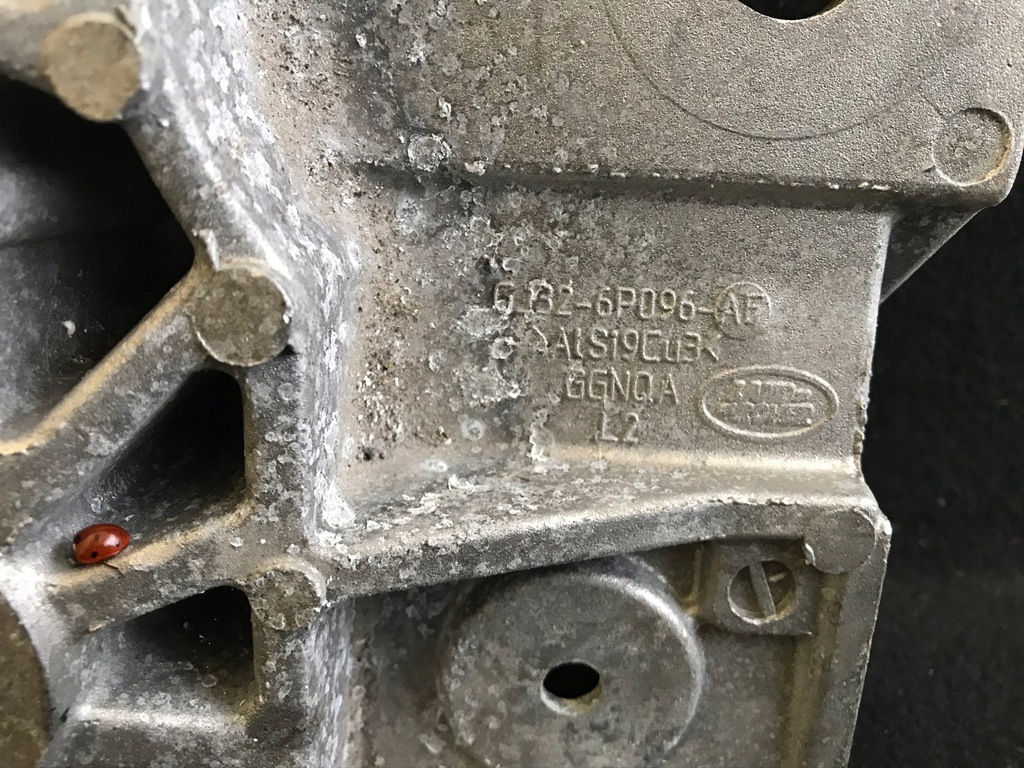 GJ32-6P096-AF
>AlSi9Cu3<
GGNQA
L2
LAND-
ROVER